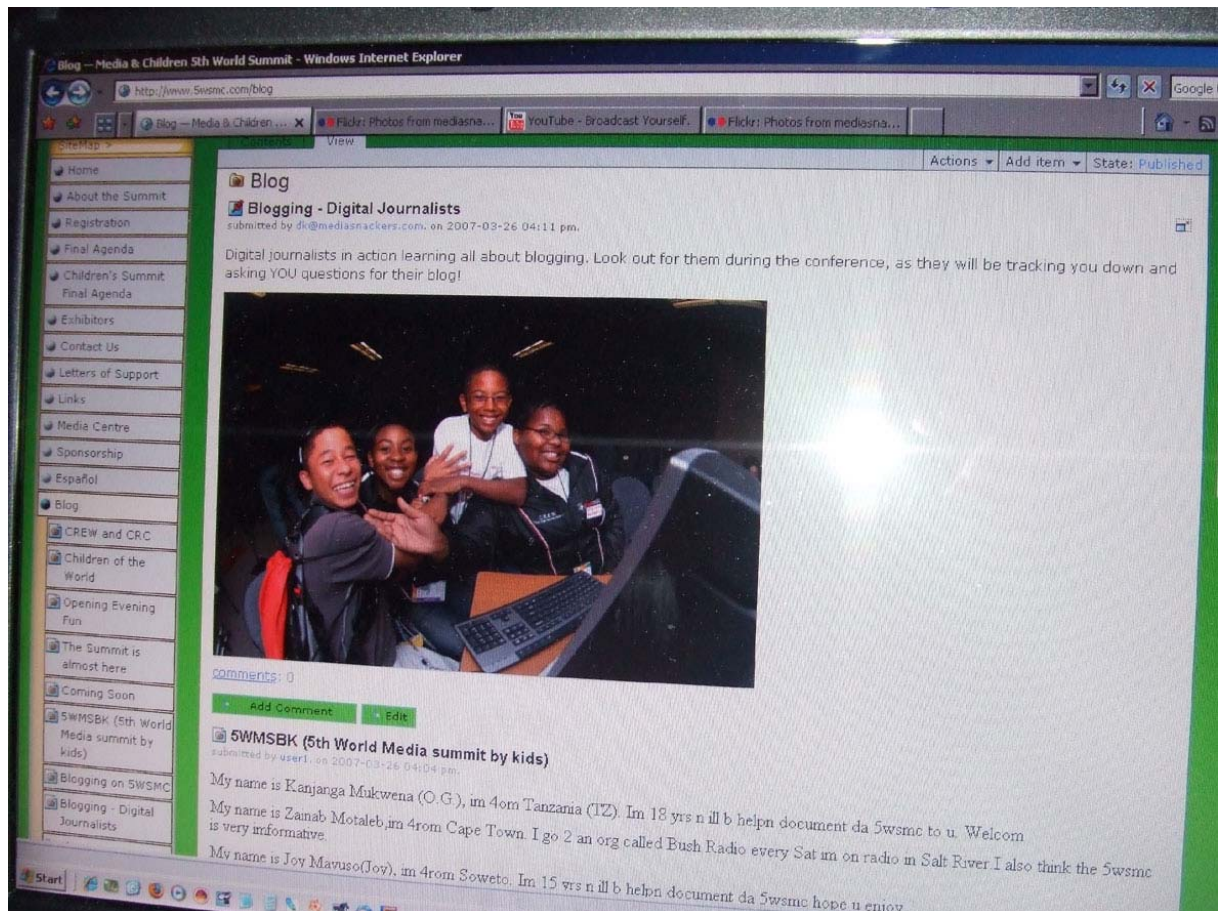 Blog — Media & Children 5th World Summit - Windows Internet Explorer
http://www.5wsmc.com/blog
Google
Blog — Media & Children ...
Flickr: Photos from mediasna...
YouTube - Broadcast Yourself.
Flickr: Photos from mediasna...
SiteMap >
Home
About the Summit
Registration
Final Agenda
Children's Summit
Final Agenda
Exhibitors
Contact Us
Letters of Support
Links
Media Centre
Sponsorship
Español
Blog
CREW and CRC
Children of the
World
Opening Evening
Fun
The Summit is
almost here
Coming Soon
5WMSBK (5th World
Media summit by
kids)
Blogging on 5WSMC
Blogging - Digital
Journalists
Contents
View
Actions
Add item
State: Published
Blog
Blogging - Digital Journalists
submitted by dk@mediasnackers.com. on 2007-03-26 04:11 pm.
Digital journalists in action learning all about blogging. Look out for them during the conference, as they will be tracking you down and
asking YOU questions for their blog!
comments: 0
Add Comment
Edit
5WMSBK (5th World Media summit by kids)
submitted by user1. on 2007-03-26 04:04 pm.
My name is Kanjanga Mukwena (O.G.), im 4om Tanzania (TZ). Im 18 yrs n ill b helpn document da 5wsmc to u. Welcom
My name is Zainab Motaleb,im 4rom Cape Town. I go 2 an org called Bush Radio every Sat im on radio in Salt River I also think the 5wsmc
is very imformative.
My name is Joy Mavuso(Joy), im 4rom Soweto. Im 15 yrs n ill b helpn document da 5wsmc hope u enjoy
Start